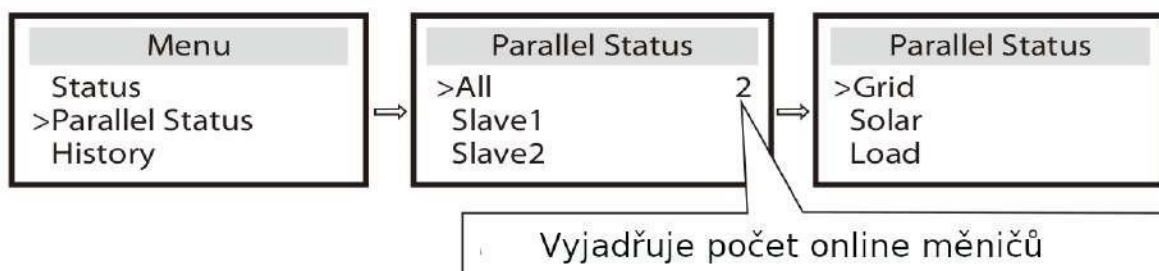 Menu
Status
>Parallel Status
History
Parallel Status
>All 2
Slave1
Slave2
Parallel Status
>Grid
Solar
Load
Vyjadřuje počet online měničů